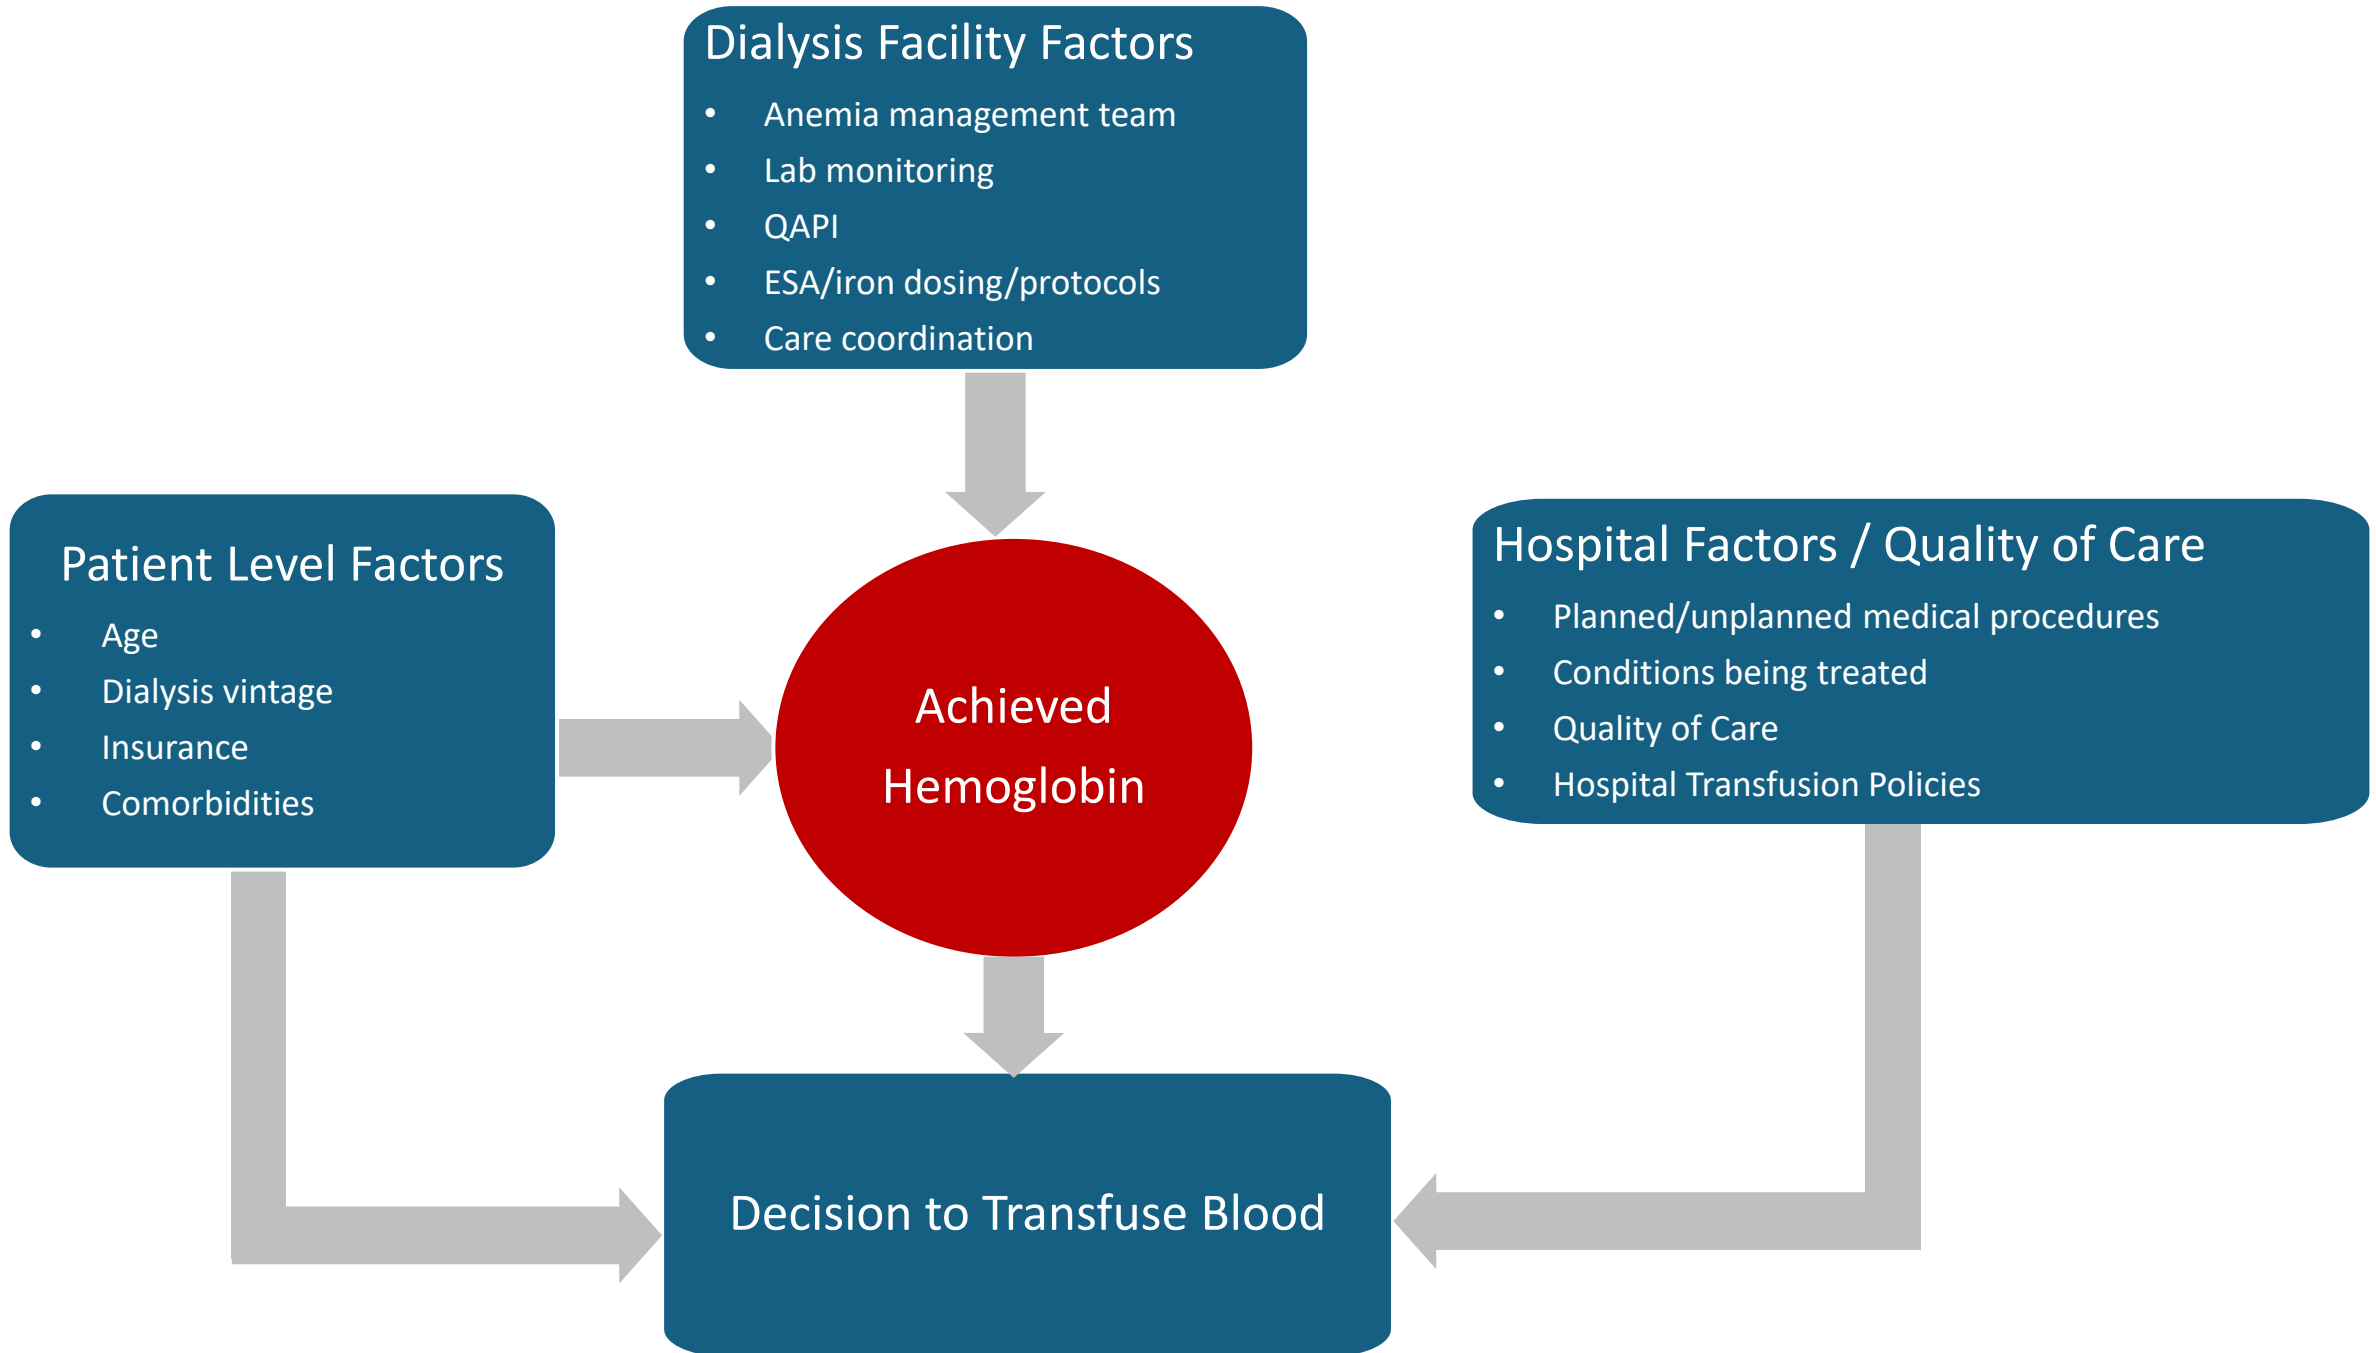 Dialysis Facility Factors
• Anemia management team
• Lab monitoring
• QAPI
• ESA/iron dosing/protocols
• Care coordination
Patient Level Factors
• Age
• Dialysis vintage
• Insurance
• Comorbidities
Achieved
Hemoglobin
Hospital Factors / Quality of Care
• Planned/unplanned medical procedures
• Conditions being treated
• Quality of Care
• Hospital Transfusion Policies
Decision to Transfuse Blood